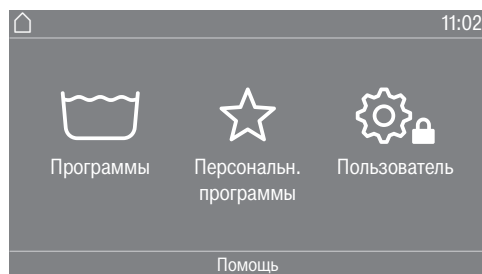 11:02
Программы
Персональн.
программы
Пользователь
Помощь